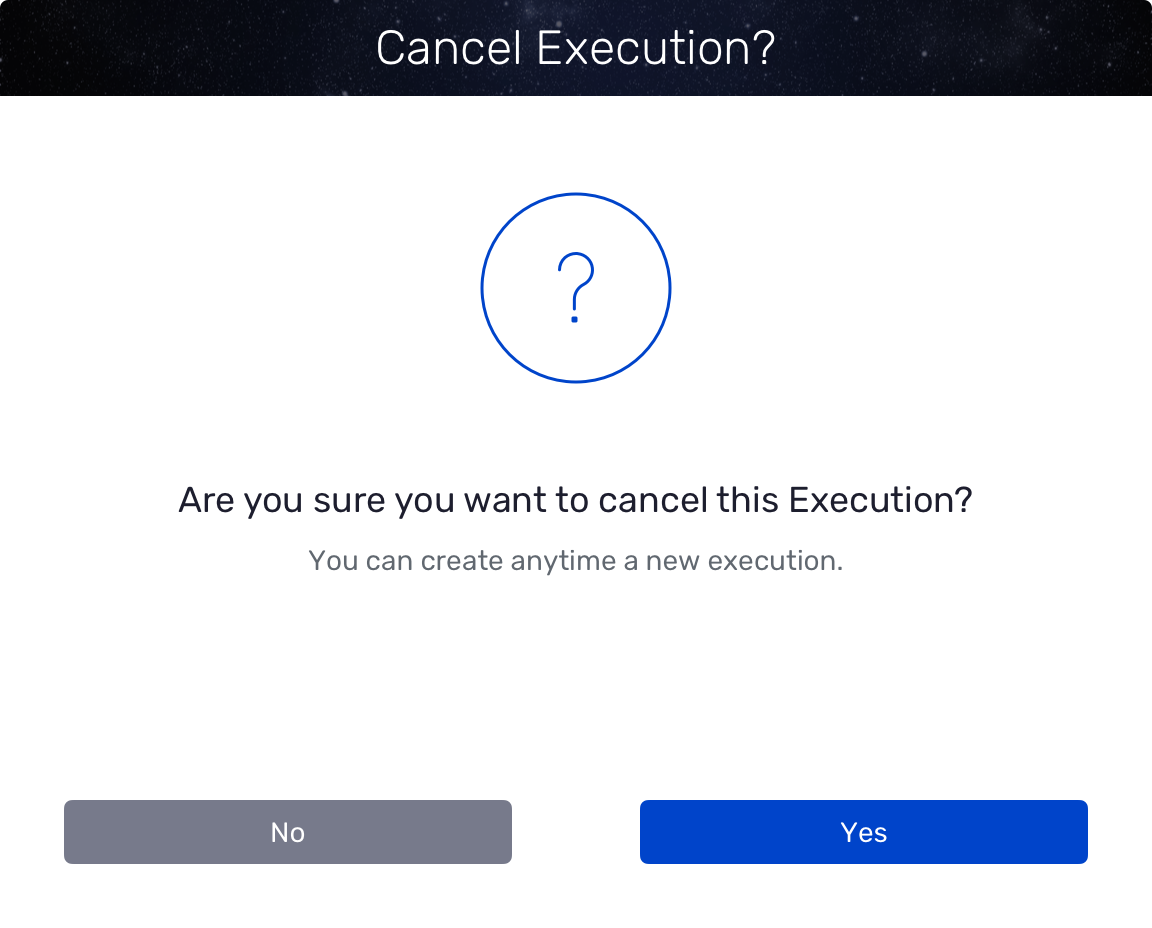 Cancel Execution?
?
Are you sure you want to cancel this Execution?
You can create anytime a new execution.
No
Yes